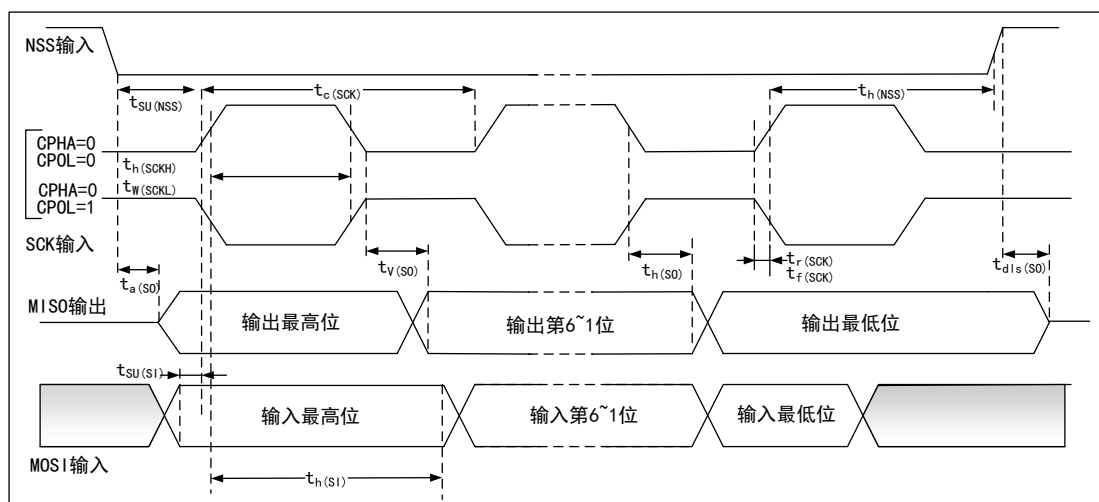 NSS输入
tSU(NSS)
tc(SCK)
th(NSS)
CPHA=0
CPOL=0
th(SCKH)
tW(SCKL)
CPHA=0
CPOL=1
SCK输入
ta(SO)
tV(SO)
th(SO)
tr(SCK)
tf(SCK)
tdls(SO)
MISO输出
输出最高位
输出第6~1位
输出最低位
tSU(SI)
输入最高位
输入第6~1位
输入最低位
MOSI输入
th(SI)